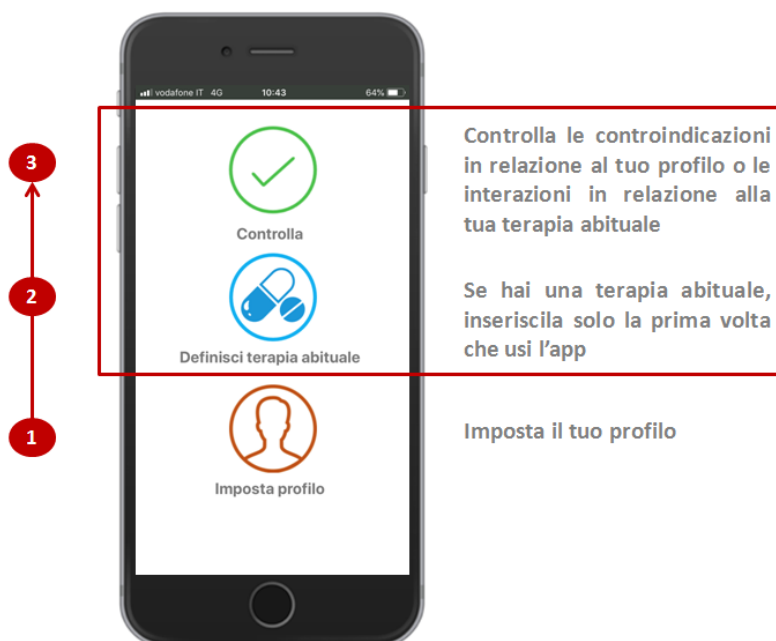 vodafone IT 4G 10:43 64%
3
Controlla le controindicazioni
in relazione al tuo profilo o le
interazioni in relazione alla
tua terapia abituale
Controlla
2
Se hai una terapia abituale,
inseriscila solo la prima volta
che usi l’app
Definisci terapia abituale
1
Imposta il tuo profilo
Imposta profilo